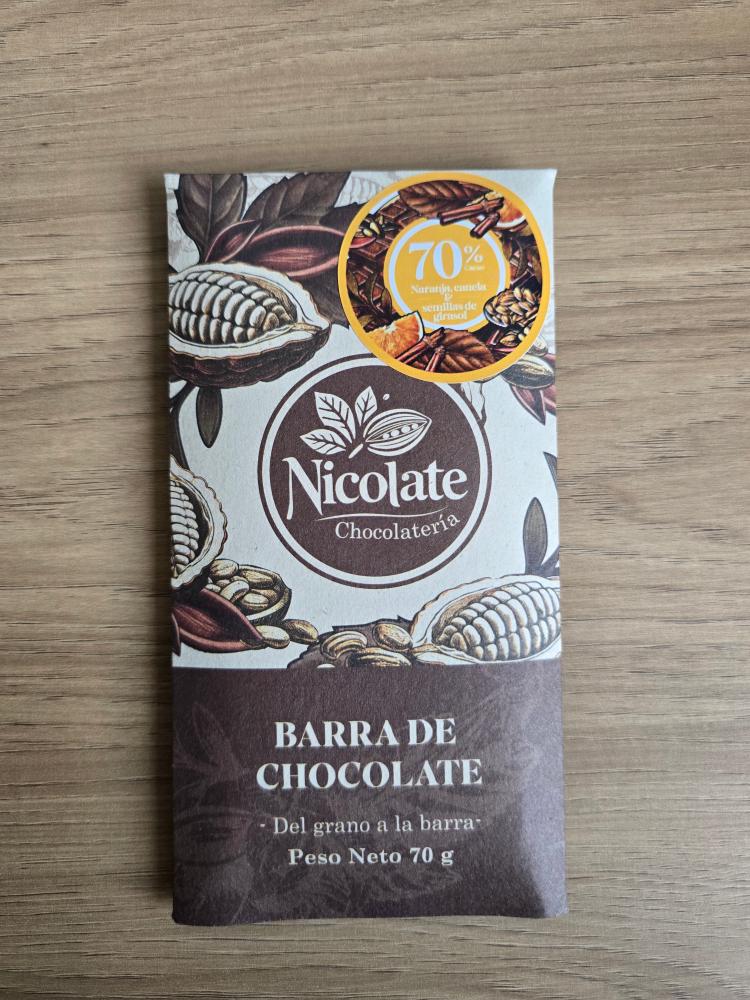 70%
Cacao
Naranja, canela
&
semillas de
girasol
Nicolate
Chocolatería
BARRA DE
CHOCOLATE
- Del grano a la barra-
Peso Neto 70 g